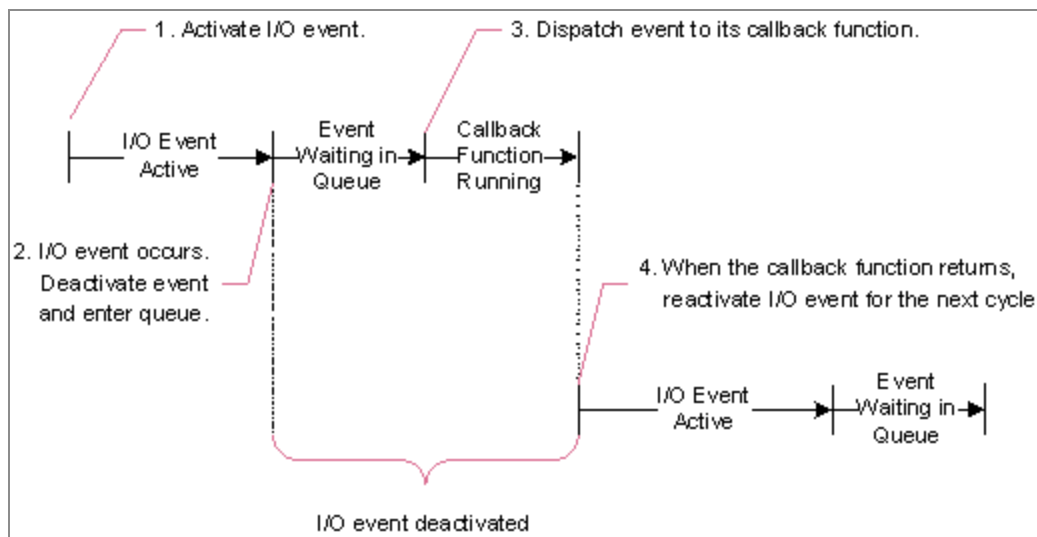 1. Activate I/O event.
3. Dispatch event to its callback function.
I/O Event
Active
Event
Waiting in
Queue
Callback
Function
Running
2. I/O event occurs.
Deactivate event
and enter queue.
4. When the callback function returns,
reactivate I/O event for the next cycle
I/O Event
Active
Event
Waiting in
Queue
I/O event deactivated